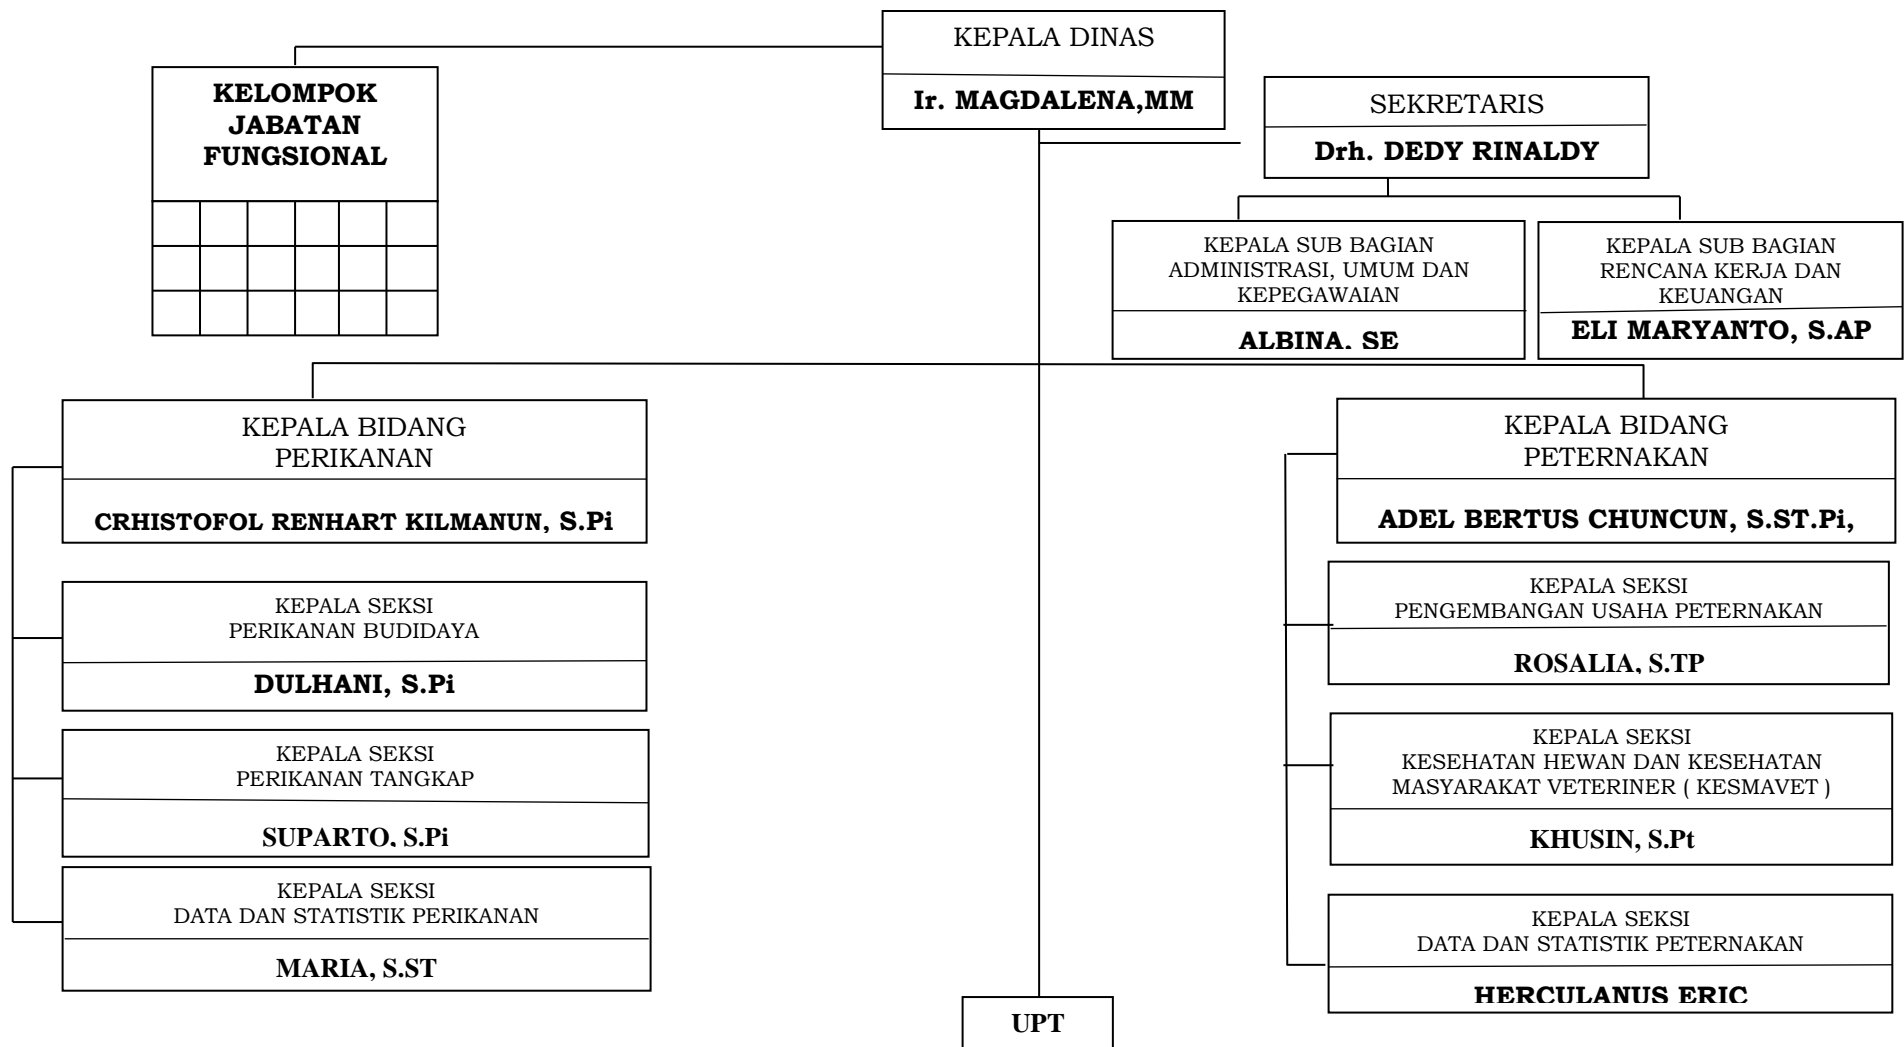 KEPALA DINAS
Ir. MAGDALENA,MM
KELOMPOK
JABATAN
FUNGSIONAL
SEKRETARIS
Drh. DEDY RINALDY
KEPALA SUB BAGIAN
ADMINISTRASI, UMUM DAN
KEPEGAWAIAN
ALBINA. SE
KEPALA SUB BAGIAN
RENCANA KERJA DAN
KEUANGAN
ELI MARYANTO, S.AP
KEPALA BIDANG
PERIKANAN
CRHISTOFOL RENHART KILMANUN, S.Pi
KEPALA SEKSI
PERIKANAN BUDIDAYA
DULHANI, S.Pi
KEPALA SEKSI
PERIKANAN TANGKAP
SUPARTO, S.Pi
KEPALA SEKSI
DATA DAN STATISTIK PERIKANAN
MARIA, S.ST
KEPALA BIDANG
PETERNAKAN
ADEL BERTUS CHUNCUN, S.ST.Pi,
KEPALA SEKSI
PENGEMBANGAN USAHA PETERNAKAN
ROSALIA, S.TP
KEPALA SEKSI
KESEHATAN HEWAN DAN KESEHATAN
MASYARAKAT VETERINER ( KESMAVET )
KHUSIN, S.Pt
KEPALA SEKSI
DATA DAN STATISTIK PETERNAKAN
HERCULANUS ERIC
UPT